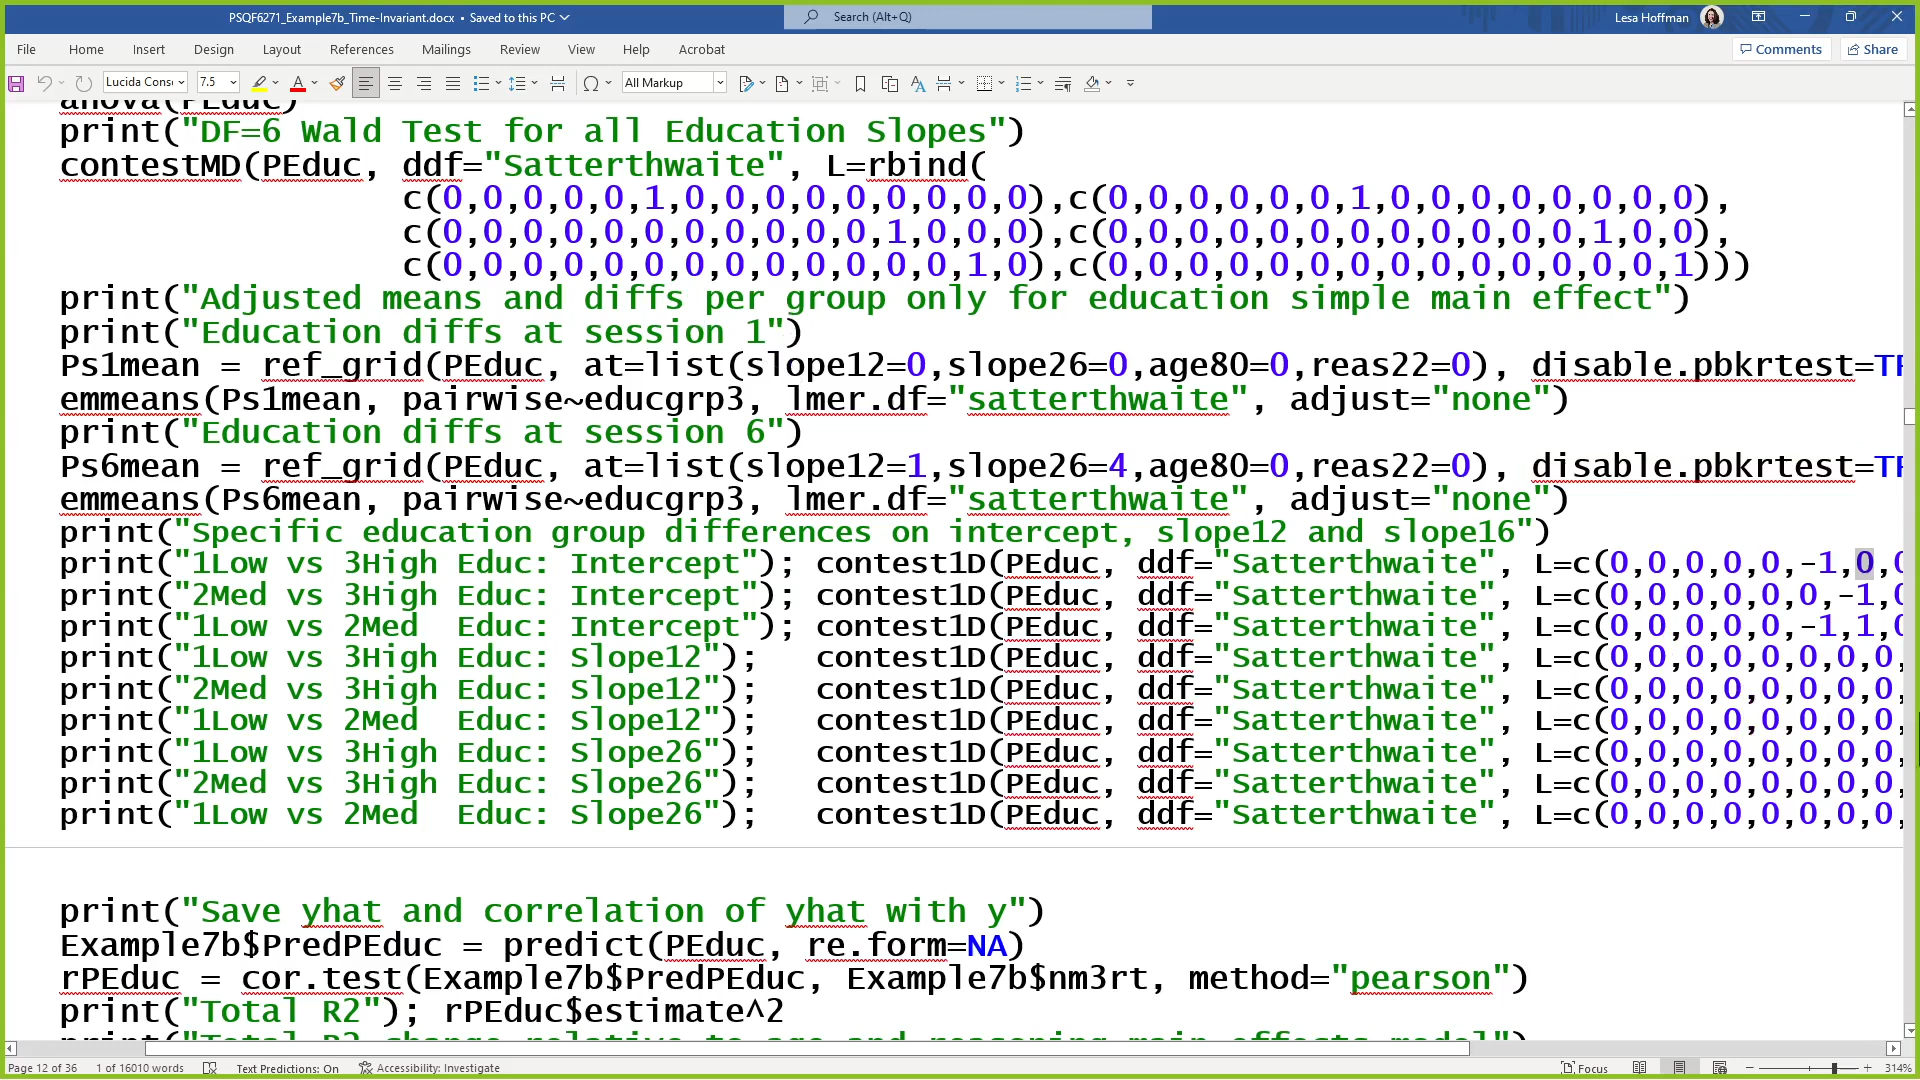 PSQF6271_Example7b_Time-Invariant.docx • Saved to this PC
Search (Alt+Q)
Lesa Hoffman
File Home Insert Design Layout References Mailings Review View Help Acrobat
Comments Share
Lucida Cons 7.5 All Markup
anova(PEduc)
print("DF=6 Wald Test for all Education Slopes")
contestMD(PEduc, ddf="Satterthwaite", L=rbind(
c(0,0,0,0,0,1,0,0,0,0,0,0,0,0,0),c(0,0,0,0,0,0,1,0,0,0,0,0,0,0,0),
c(0,0,0,0,0,0,0,0,0,0,0,1,0,0,0),c(0,0,0,0,0,0,0,0,0,0,0,0,1,0,0),
c(0,0,0,0,0,0,0,0,0,0,0,0,0,1,0),c(0,0,0,0,0,0,0,0,0,0,0,0,0,0,1)))
print("Adjusted means and diffs per group only for education simple main effect")
print("Education diffs at session 1")
Ps1mean = ref_grid(PEduc, at=list(slope12=0,slope26=0,age80=0,reas22=0), disable.pbkrtest=TR
emmeans(Ps1mean, pairwise~educgrp3, lmer.df="satterthwaite", adjust="none")
print("Education diffs at session 6")
Ps6mean = ref_grid(PEduc, at=list(slope12=1,slope26=4,age80=0,reas22=0), disable.pbkrtest=TR
emmeans(Ps6mean, pairwise~educgrp3, lmer.df="satterthwaite", adjust="none")
print("Specific education group differences on intercept, slope12 and slope16")
print("1Low vs 3High Educ: Intercept"); contest1D(PEduc, ddf="Satterthwaite", L=c(0,0,0,0,0,-1,0,0
print("2Med vs 3High Educ: Intercept"); contest1D(PEduc, ddf="Satterthwaite", L=c(0,0,0,0,0,0,-1,0
print("1Low vs 2Med  Educ: Intercept"); contest1D(PEduc, ddf="Satterthwaite", L=c(0,0,0,0,0,-1,1,0
print("1Low vs 3High Educ: Slope12");   contest1D(PEduc, ddf="Satterthwaite", L=c(0,0,0,0,0,0,0,0,
print("2Med vs 3High Educ: Slope12");   contest1D(PEduc, ddf="Satterthwaite", L=c(0,0,0,0,0,0,0,0,
print("1Low vs 2Med  Educ: Slope12");   contest1D(PEduc, ddf="Satterthwaite", L=c(0,0,0,0,0,0,0,0,
print("1Low vs 3High Educ: Slope26");   contest1D(PEduc, ddf="Satterthwaite", L=c(0,0,0,0,0,0,0,0,
print("2Med vs 3High Educ: Slope26");   contest1D(PEduc, ddf="Satterthwaite", L=c(0,0,0,0,0,0,0,0,
print("1Low vs 2Med  Educ: Slope26");   contest1D(PEduc, ddf="Satterthwaite", L=c(0,0,0,0,0,0,0,0,
print("Save yhat and correlation of yhat with y")
Example7b$PredPEduc = predict(PEduc, re.form=NA)
rPEduc = cor.test(Example7b$PredPEduc, Example7b$nm3rt, method="pearson")
print("Total R2"); rPEduc$estimate^2
print("Total R2 change relative to age and reasoning main effects model")
Page 12 of 36 1 of 16010 words Text Predictions: On Accessibility: Investigate Focus 314%